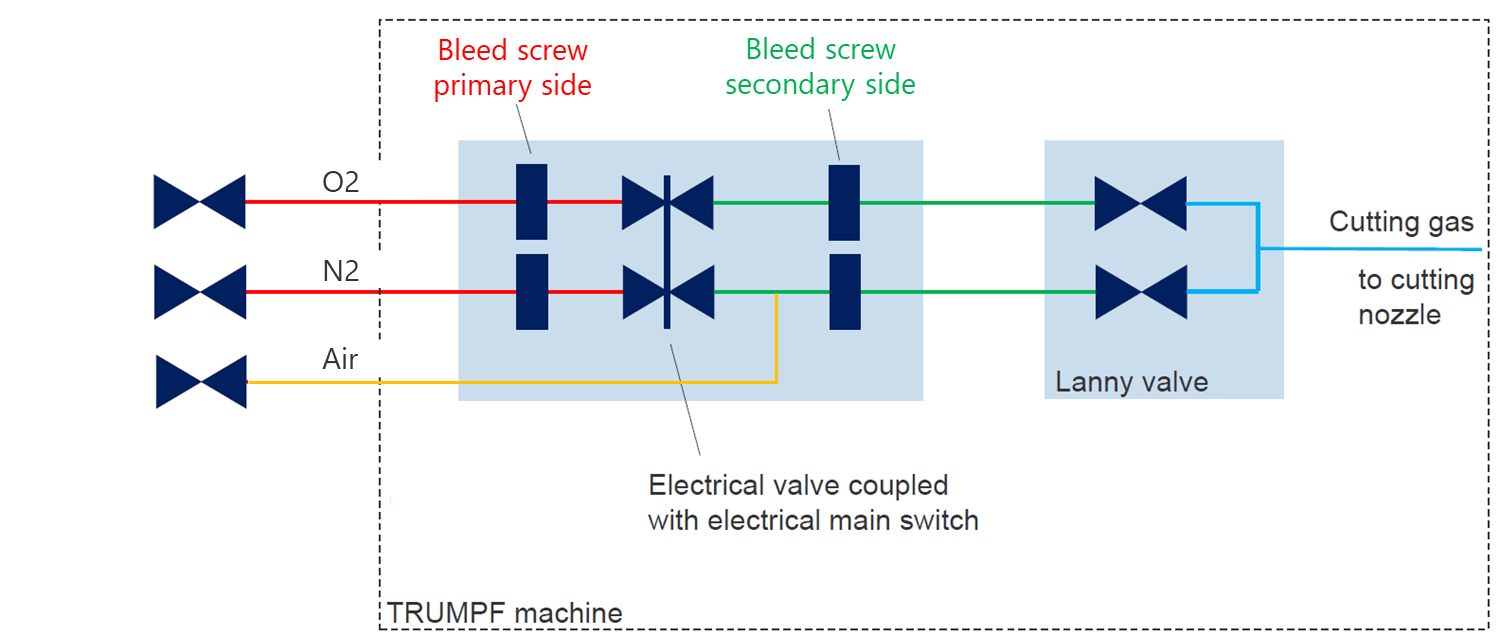 Bleed screw
primary side
Bleed screw
secondary side
O2
N2
Air
Cutting gas
to cutting
nozzle
Lanny valve
Electrical valve coupled
with electrical main switch
TRUMPF machine